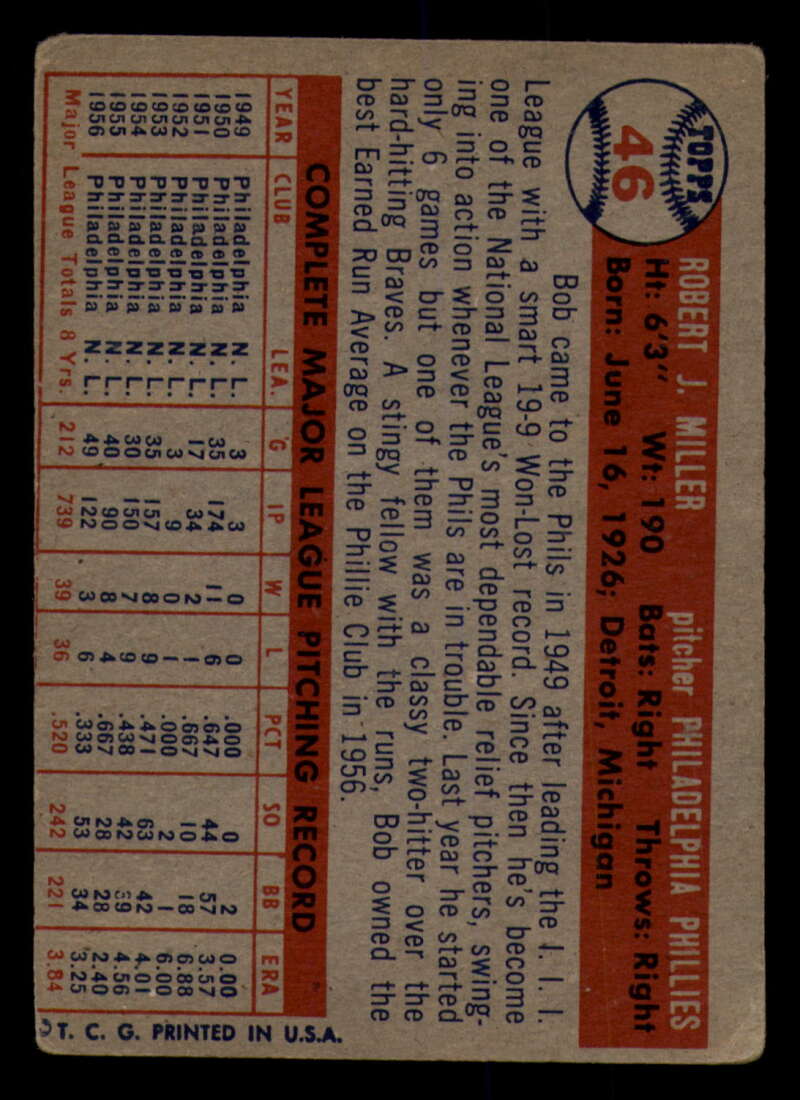 TOPPS
46
ROBERT J. MILLER pitcher PHILADELPHIA PHILLIES
Ht: 6'3" Wt: 190 Bats: Right Throws: Right
Born: June 16, 1926; Detroit, Michigan
Bob came to the Phils in 1949 after leading the I. I. I.
League with a smart 19-9 Won-Lost record. Since then he's become
one of the National League's most dependable relief pitchers, swing-
ing into action whenever the Phils are in trouble. Last year he started
only 6 games but one of them was a classy two-hitter over the
hard-hitting Braves. A stingy fellow with the runs, Bob owned the
best Earned Run Average on the Phillie Club in 1956.
COMPLETE MAJOR LEAGUE PITCHING RECORD
YEAR CLUB LEA. G IP W L PCT SO BB ERA
1949 Philadelphia N. L. 3 3 0 0 .000 0 2 0.00
1950 Philadelphia N. L. 35 174 11 6 .647 44 57 3.57
1951 Philadelphia N. L. 17 34 2 1 .667 10 18 6.88
1952 Philadelphia N. L. 3 9 0 1 .000 2 1 6.00
1953 Philadelphia N. L. 35 157 8 9 .471 63 42 4.01
1954 Philadelphia N. L. 30 150 7 9 .438 42 39 4.56
1955 Philadelphia N. L. 40 90 8 4 .667 28 28 2.40
1956 Philadelphia N. L. 49 122 3 6 .333 53 34 3.25
Major League Totals 8 Yrs. 212 739 39 36 .520 242 221 3.84
©T. C. G. PRINTED IN U.S.A.